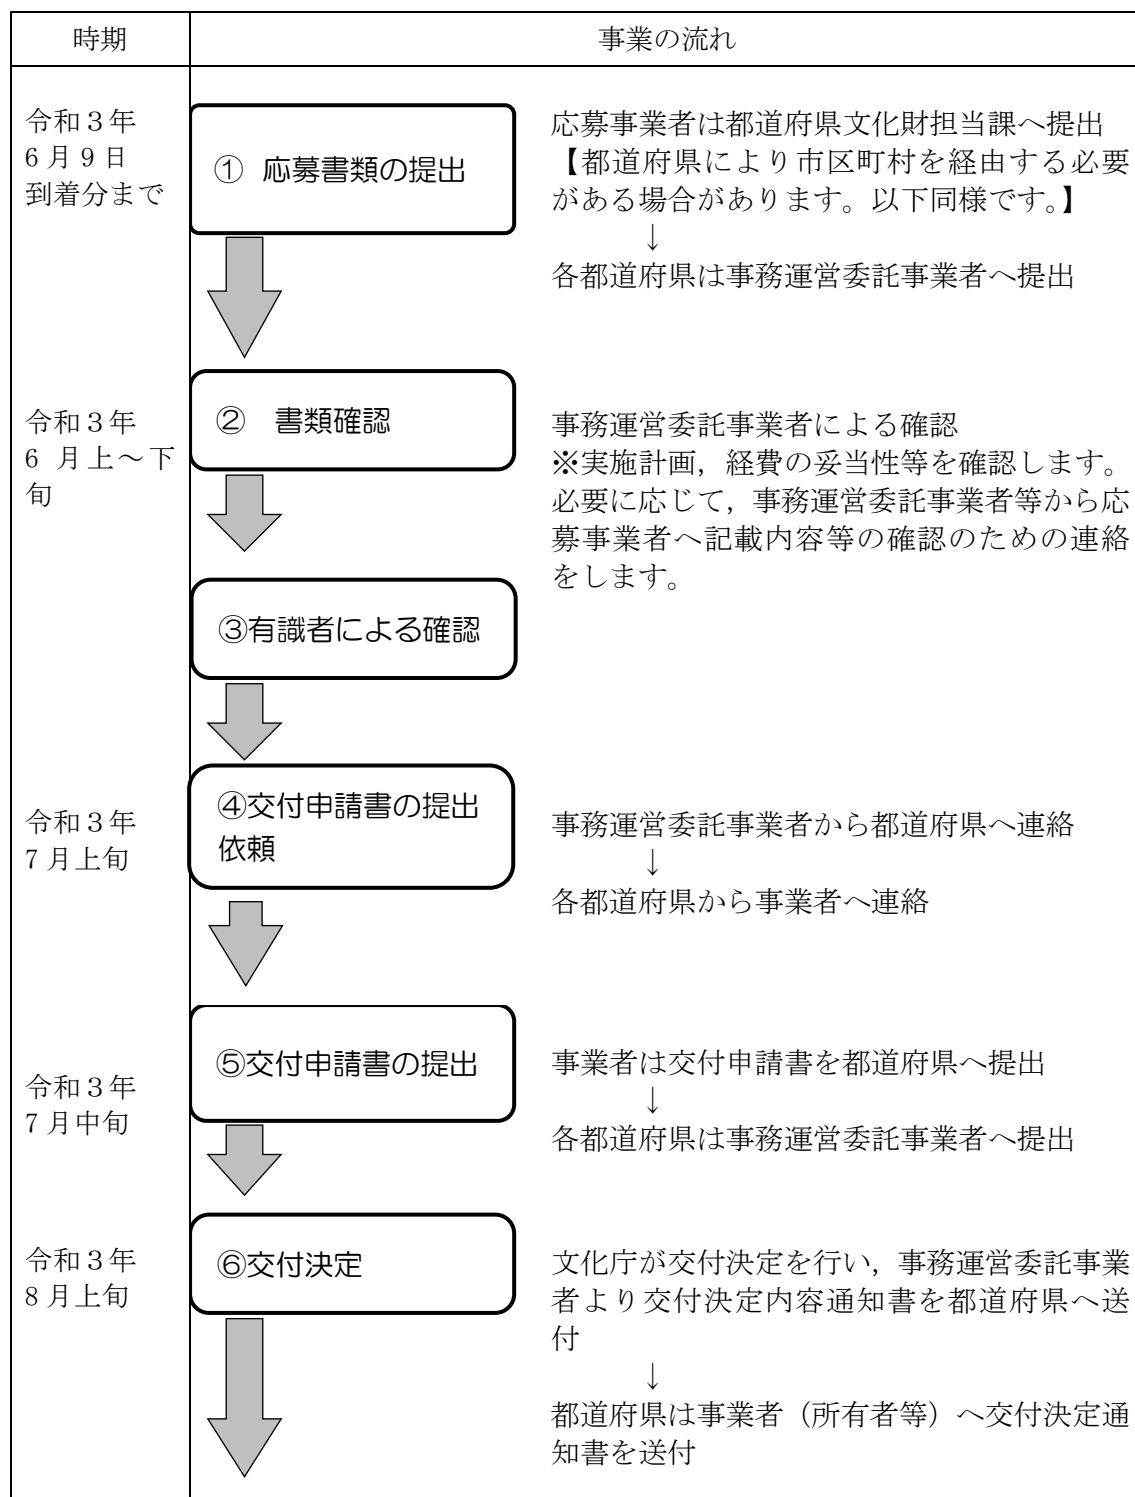 時期
事業の流れ
令和３年
6月9日
到着分まで
① 応募書類の提出
応募事業者は都道府県文化財担当課へ提出
【都道府県により市区町村を経由する必要
がある場合があります。以下同様です。】
↓
各都道府県は事務運営委託事業者へ提出
令和３年
6 月上～下
旬
② 書類確認
事務運営委託事業者による確認
※実施計画，経費の妥当性等を確認します。
必要に応じて，事務運営委託事業者等から応
募事業者へ記載内容等の確認のための連絡
をします。
③有識者による確認
令和３年
7月上旬
④交付申請書の提出
依頼
事務運営委託事業者から都道府県へ連絡
↓
各都道府県から事業者へ連絡
令和３年
7月中旬
⑤交付申請書の提出
事業者は交付申請書を都道府県へ提出
↓
各都道府県は事務運営委託事業者へ提出
令和３年
8月上旬
⑥交付決定
文化庁が交付決定を行い，事務運営委託事業
者より交付決定内容通知書を都道府県へ送
付
↓
都道府県は事業者（所有者等）へ交付決定通
知書を送付